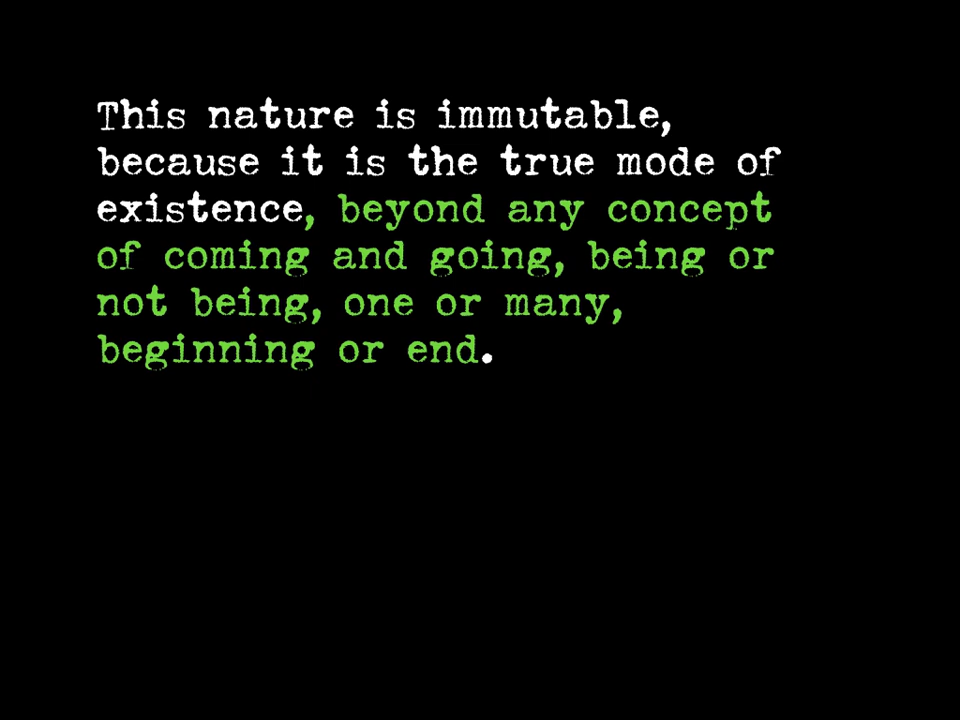 This nature is immutable,
because it is the true mode of
existence, beyond any concept
of coming and going, being or
not being, one or many,
beginning or end.